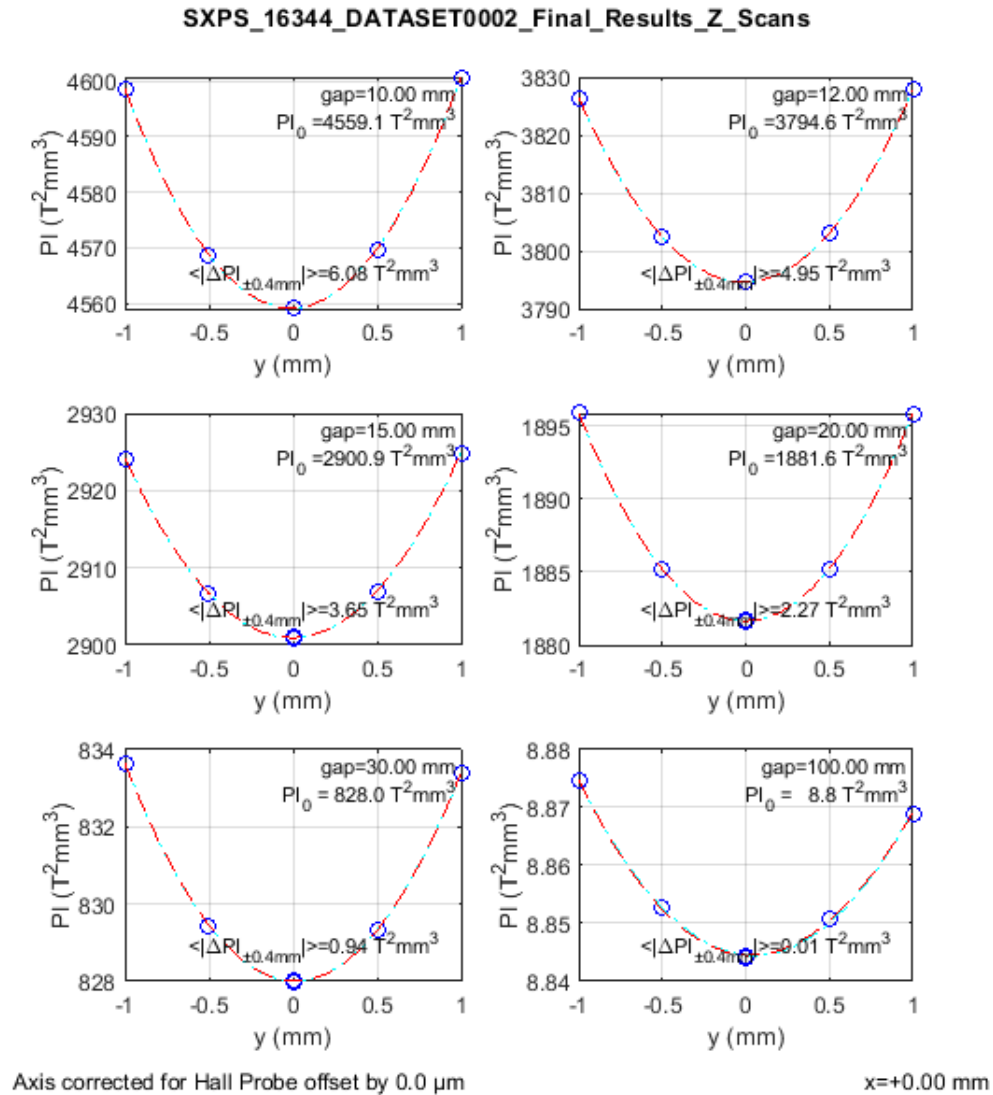 SXPS_16344_DATASET0002_Final_Results_Z_Scans
PI (T²mm³)
4600
4590
4580
4570
4560
gap=10.00 mm
PI₀ =4559.1 T²mm³
<|ΔPI±0.4mm|>=6.08 T²mm³
-1 -0.5 0 0.5 1
y (mm)
PI (T²mm³)
3830
3820
3810
3800
3790
gap=12.00 mm
PI₀ =3794.6 T²mm³
<|ΔPI±0.4mm|>=4.95 T²mm³
-1 -0.5 0 0.5 1
y (mm)
PI (T²mm³)
2930
2920
2910
2900
gap=15.00 mm
PI₀ =2900.9 T²mm³
<|ΔPI±0.4mm|>=3.65 T²mm³
-1 -0.5 0 0.5 1
y (mm)
PI (T²mm³)
1895
1890
1885
1880
gap=20.00 mm
PI₀ =1881.6 T²mm³
<|ΔPI±0.4mm|>=2.27 T²mm³
-1 -0.5 0 0.5 1
y (mm)
PI (T²mm³)
834
832
830
828
gap=30.00 mm
PI₀ = 828.0 T²mm³
<|ΔPI±0.4mm|>=0.94 T²mm³
-1 -0.5 0 0.5 1
y (mm)
PI (T²mm³)
8.88
8.87
8.86
8.85
8.84
gap=100.00 mm
PI₀ = 8.8 T²mm³
<|ΔPI±0.4mm|>=0.01 T²mm³
-1 -0.5 0 0.5 1
y (mm)
Axis corrected for Hall Probe offset by 0.0 µm
x=+0.00 mm